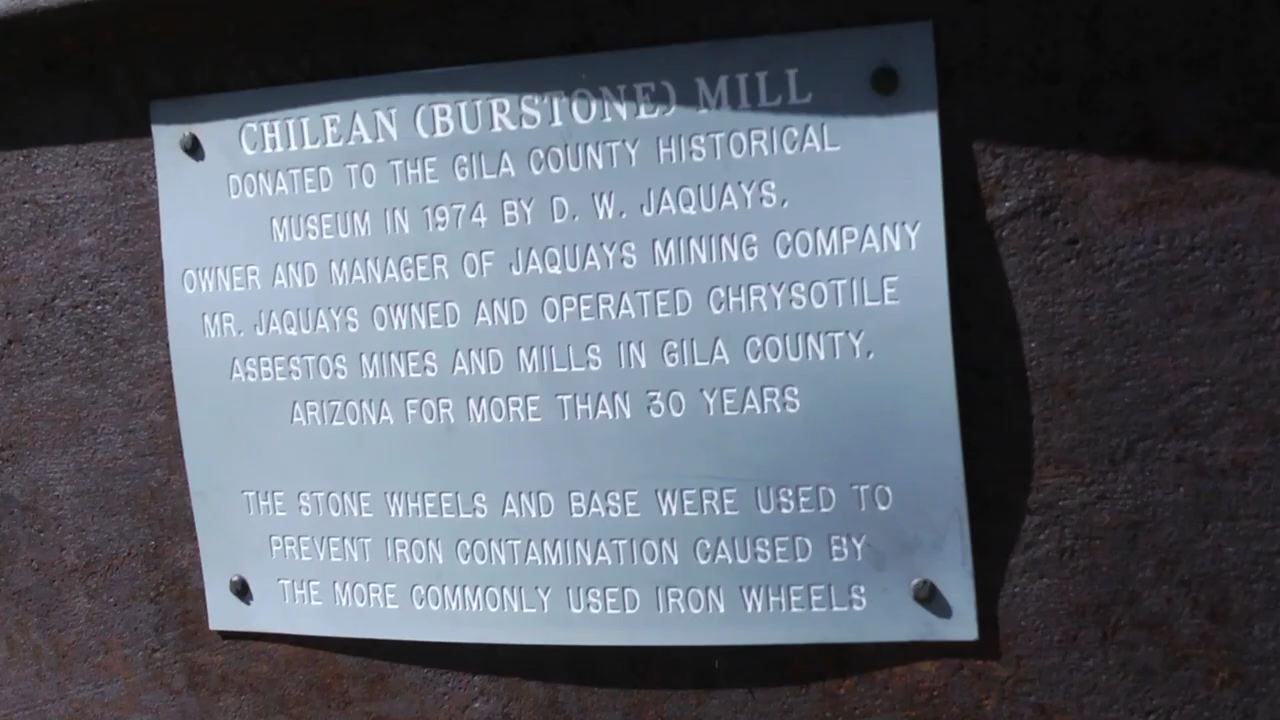 CHILEAN (BURSTONE) MILL
DONATED TO THE GILA COUNTY HISTORICAL
MUSEUM IN 1974 BY D. W. JAQUAYS,
OWNER AND MANAGER OF JAQUAYS MINING COMPANY
MR. JAQUAYS OWNED AND OPERATED CHRYSOTILE
ASBESTOS MINES AND MILLS IN GILA COUNTY,
ARIZONA FOR MORE THAN 30 YEARS
THE STONE WHEELS AND BASE WERE USED TO
PREVENT IRON CONTAMINATION CAUSED BY
THE MORE COMMONLY USED IRON WHEELS